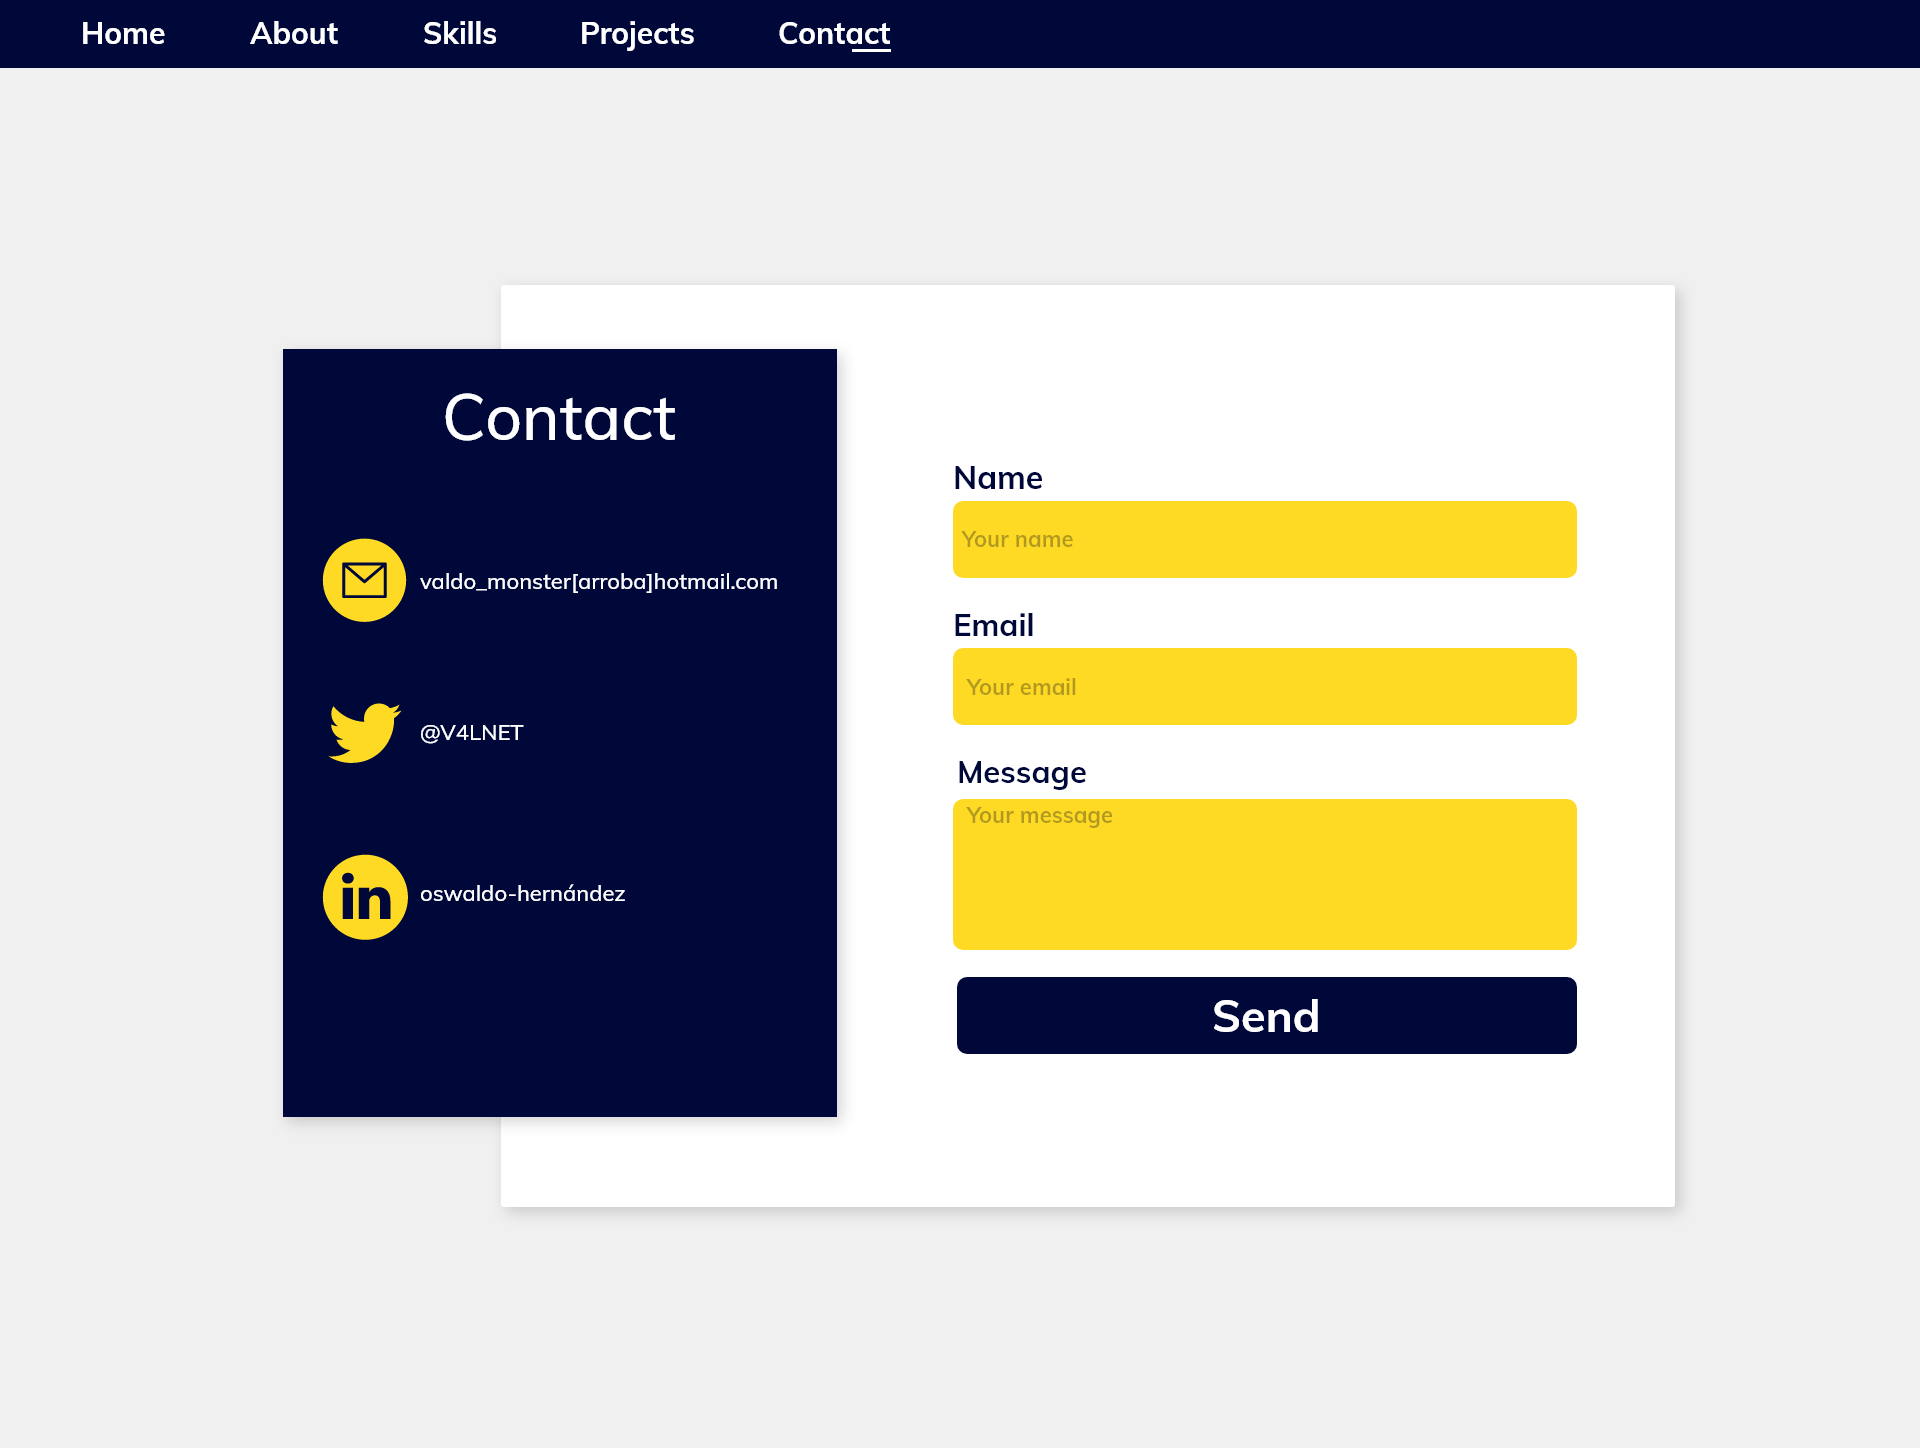 Home About Skills Projects Contact
Contact
valdo_monster[arroba]hotmail.com
@V4LNET
in
oswaldo-hernández
Name
Your name
Email
Your email
Message
Your message
Send